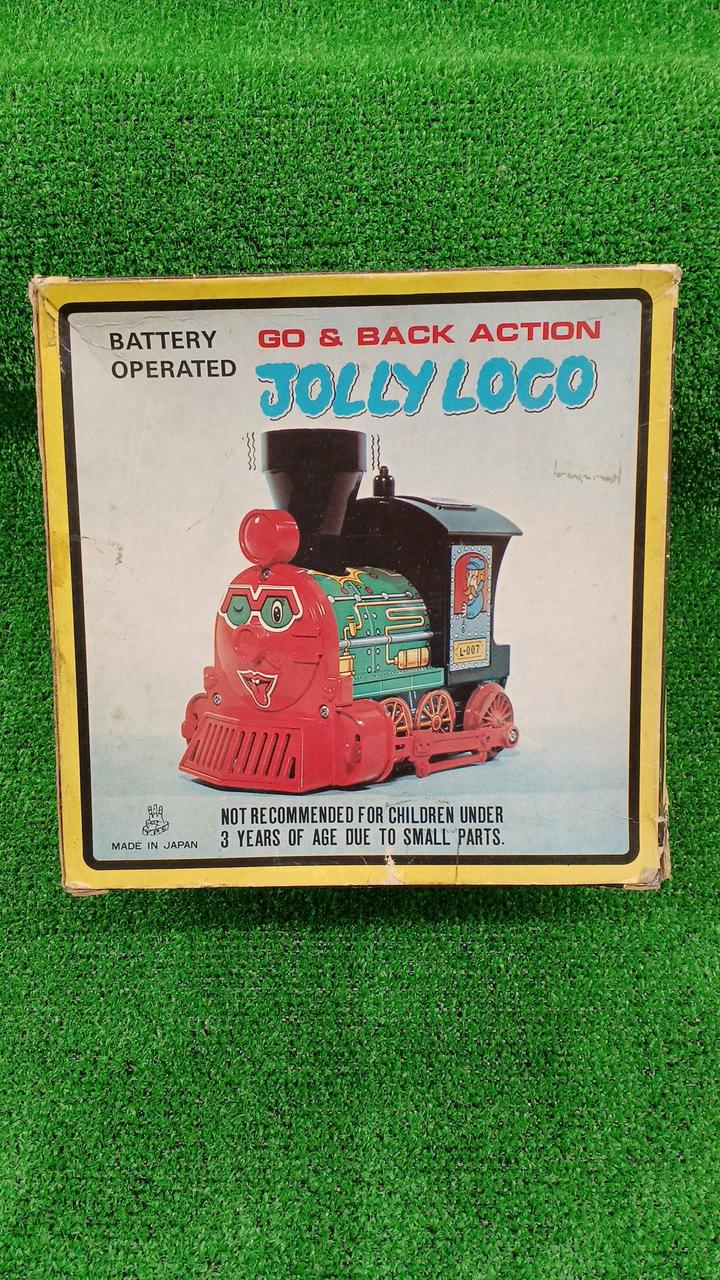 BATTERY
OPERATED
GO & BACK ACTION
JOLLY LOCO
L-007
MADE IN JAPAN
NOT RECOMMENDED FOR CHILDREN UNDER
3 YEARS OF AGE DUE TO SMALL PARTS.